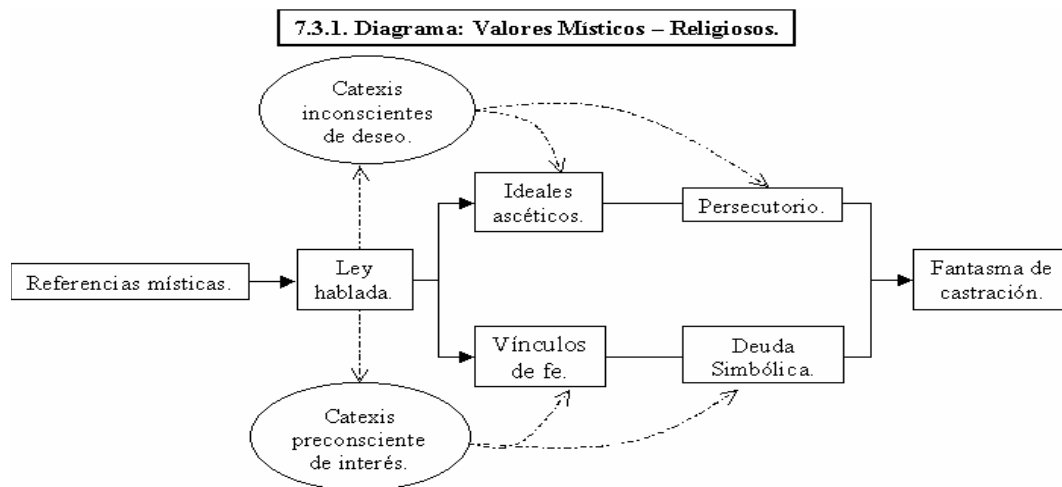 7.3.1. Diagrama: Valores Místicos – Religiosos.
Catexis
inconscientes
de deseo.
Ideales
ascéticos.
Persecutorio.
Referencias místicas.
Ley
hablada.
Fantasma de
castración.
Vínculos
de fe.
Deuda
Simbólica.
Catexis
preconsciente
de interés.